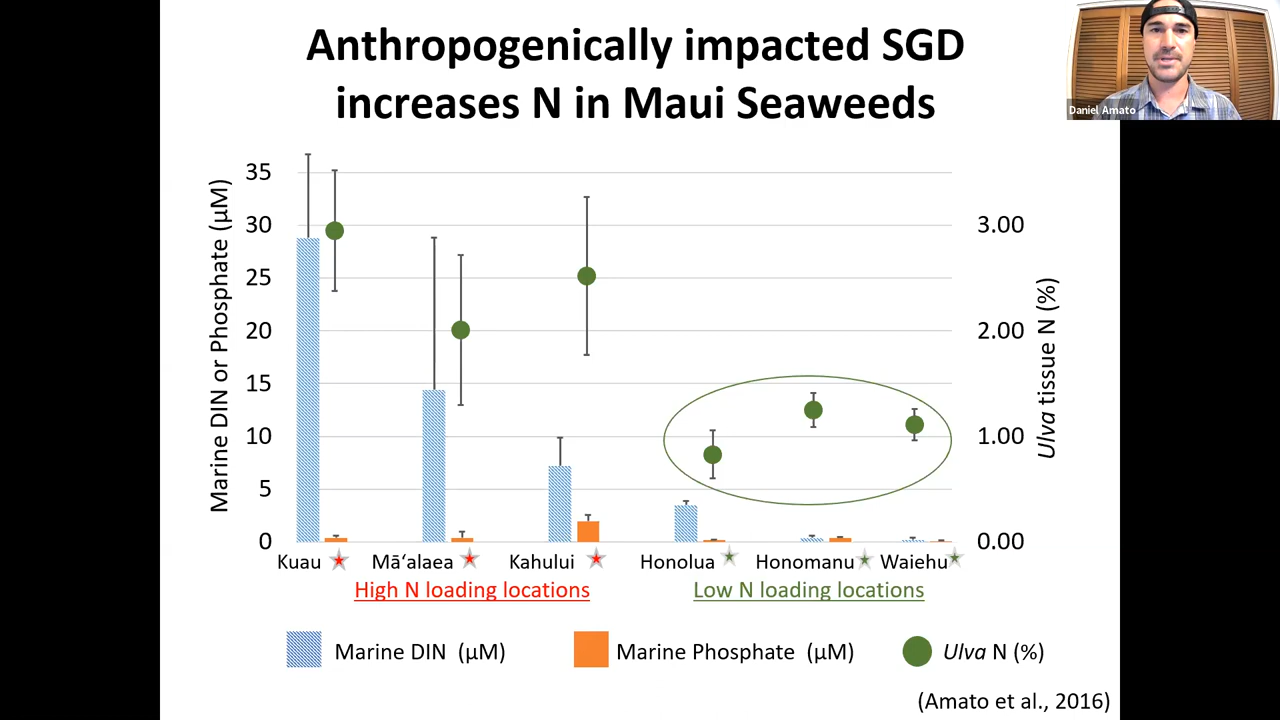 Anthropogenically impacted SGD
increases N in Maui Seaweeds
Daniel Amato
Marine DIN or Phosphate (µM)
35
30
25
20
15
10
5
0
3.00
2.00
1.00
0.00
Ulva tissue N (%)
Kuau
Māʻalaea
Kahului
Honolua
Honomanu
Waiehu
High N loading locations
Low N loading locations
Marine DIN (µM)
Marine Phosphate (µM)
Ulva N (%)
(Amato et al., 2016)